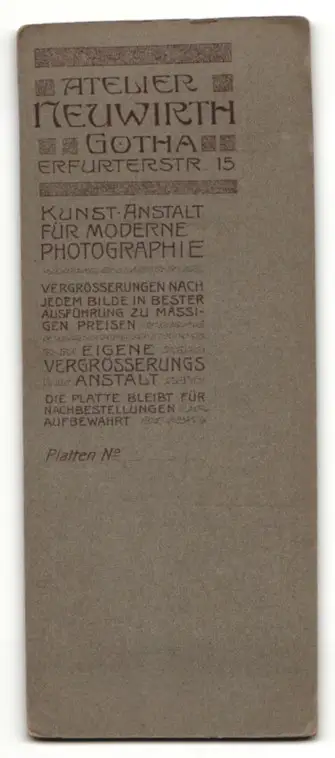 ATELIER
NEUWIRTH
GOTHA
ERFURTERSTR. 15
KUNST-ANSTALT
FÜR MODERNE
PHOTOGRAPHIE
VERGRÖSSERUNGEN NACH
JEDEM BILDE IN BESTER
AUSFÜHRUNG ZU MÄSSI-
GEN PREISEN
EIGENE
VERGRÖSSERUNGS
ANSTALT
DIE PLATTE BLEIBT FÜR
NACHBESTELLUNGEN
AUFBEWAHRT
Platten No